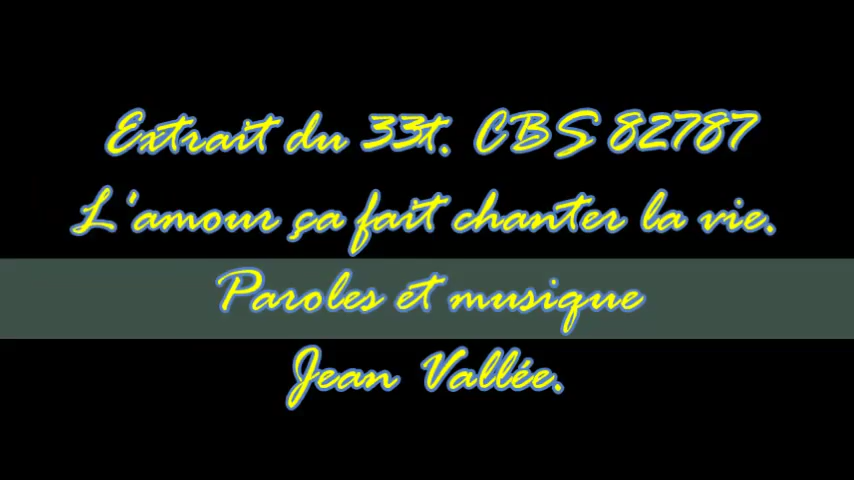 Extrait du 33t. CBS 82787
L'amour ça fait chanter la vie.
Paroles et musique
Jean Vallée.